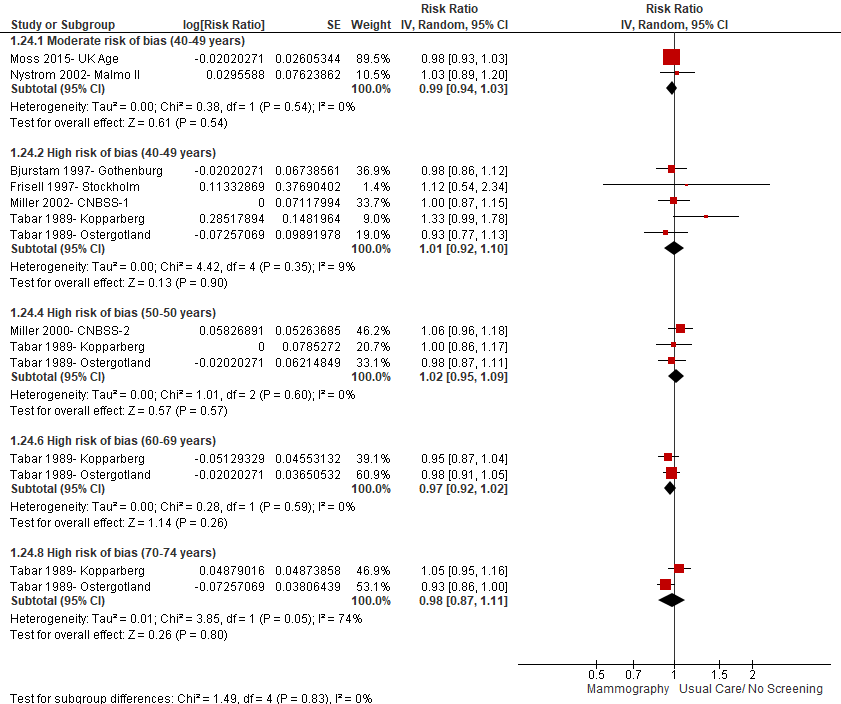 Risk Ratio Risk Ratio
Study or Subgroup log[Risk Ratio] SE Weight IV, Random, 95% CI IV, Random, 95% CI
1.24.1 Moderate risk of bias (40-49 years)
Moss 2015- UK Age -0.02020271 0.02605344 89.5% 0.98 [0.93, 1.03]
Nystrom 2002- Malmo II 0.0295588 0.07623862 10.5% 1.03 [0.89, 1.20]
Subtotal (95% CI) 100.0% 0.99 [0.94, 1.03]
Heterogeneity: Tau² = 0.00; Chi² = 0.38, df = 1 (P = 0.54); I² = 0%
Test for overall effect: Z = 0.61 (P = 0.54)
1.24.2 High risk of bias (40-49 years)
Bjurstam 1997- Gothenburg -0.02020271 0.06738561 36.9% 0.98 [0.86, 1.12]
Frisell 1997- Stockholm 0.11332869 0.37690402 1.4% 1.12 [0.54, 2.34]
Miller 2002- CNBSS-1 0 0.07117994 33.7% 1.00 [0.87, 1.15]
Tabar 1989- Kopparberg 0.28517894 0.1481964 9.0% 1.33 [0.99, 1.78]
Tabar 1989- Ostergotland -0.07257069 0.09891978 19.0% 0.93 [0.77, 1.13]
Subtotal (95% CI) 100.0% 1.01 [0.92, 1.10]
Heterogeneity: Tau² = 0.00; Chi² = 4.42, df = 4 (P = 0.35); I² = 9%
Test for overall effect: Z = 0.13 (P = 0.90)
1.24.4 High risk of bias (50-50 years)
Miller 2000- CNBSS-2 0.05826891 0.05263685 46.2% 1.06 [0.96, 1.18]
Tabar 1989- Kopparberg 0 0.0785272 20.7% 1.00 [0.86, 1.17]
Tabar 1989- Ostergotland -0.02020271 0.06214849 33.1% 0.98 [0.87, 1.11]
Subtotal (95% CI) 100.0% 1.02 [0.95, 1.09]
Heterogeneity: Tau² = 0.00; Chi² = 1.01, df = 2 (P = 0.60); I² = 0%
Test for overall effect: Z = 0.57 (P = 0.57)
1.24.6 High risk of bias (60-69 years)
Tabar 1989- Kopparberg -0.05129329 0.04553132 39.1% 0.95 [0.87, 1.04]
Tabar 1989- Ostergotland -0.02020271 0.03650532 60.9% 0.98 [0.91, 1.05]
Subtotal (95% CI) 100.0% 0.97 [0.92, 1.02]
Heterogeneity: Tau² = 0.00; Chi² = 0.28, df = 1 (P = 0.59); I² = 0%
Test for overall effect: Z = 1.14 (P = 0.26)
1.24.8 High risk of bias (70-74 years)
Tabar 1989- Kopparberg 0.04879016 0.04873858 46.9% 1.05 [0.95, 1.16]
Tabar 1989- Ostergotland -0.07257069 0.03806439 53.1% 0.93 [0.86, 1.00]
Subtotal (95% CI) 100.0% 0.98 [0.87, 1.11]
Heterogeneity: Tau² = 0.01; Chi² = 3.85, df = 1 (P = 0.05); I² = 74%
Test for overall effect: Z = 0.26 (P = 0.80)
0.5 0.7 1 1.5 2
Mammography Usual Care/ No Screening
Test for subgroup differences: Chi² = 1.49, df = 4 (P = 0.83), I² = 0%